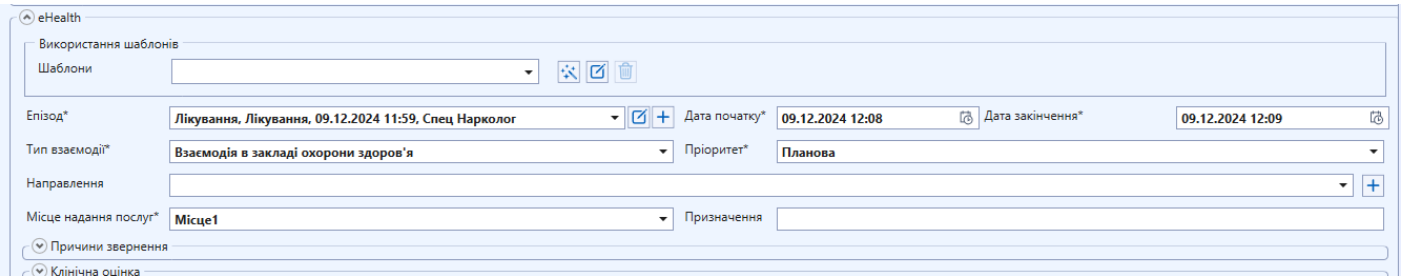 eHealth
Використання шаблонів
Шаблони
Епізод* Лікування, Лікування, 09.12.2024 11:59, Спец Нарколог Дата початку* 09.12.2024 12:08 Дата закінчення* 09.12.2024 12:09
Тип взаємодії* Взаємодія в закладі охорони здоров'я Пріоритет* Планова
Направлення
Місце надання послуг* Місце1 Призначення
Причини звернення
Клінічна оцінка